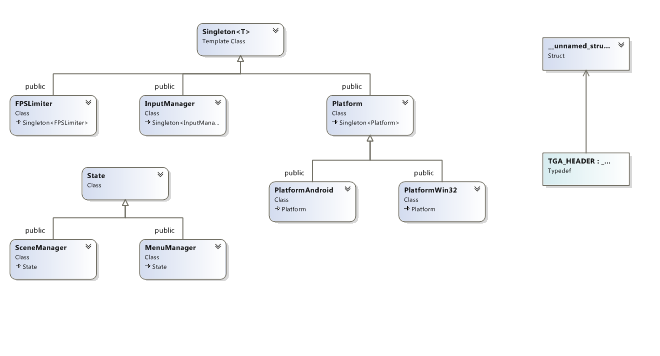 Singleton<T>
Template Class
__unnamed_stru...
Struct
public
public
public
FPSLimiter
Class
Singleton<FPSLimiter>
InputManager
Class
Singleton<InputMana...
Platform
Class
Singleton<Platform>
TGA_HEADER : _...
Typedef
State
Class
public
public
PlatformAndroid
Class
Platform
PlatformWin32
Class
Platform
public
public
SceneManager
Class
State
MenuManager
Class
State